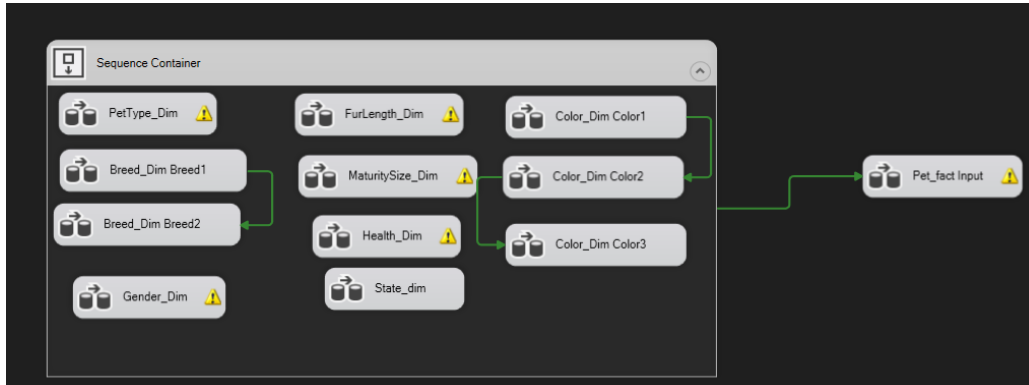 Sequence Container
PetType_Dim
FurLength_Dim
Color_Dim Color1
Breed_Dim Breed1
MaturitySize_Dim
Color_Dim Color2
Pet_fact Input
Breed_Dim Breed2
Health_Dim
Color_Dim Color3
Gender_Dim
State_dim